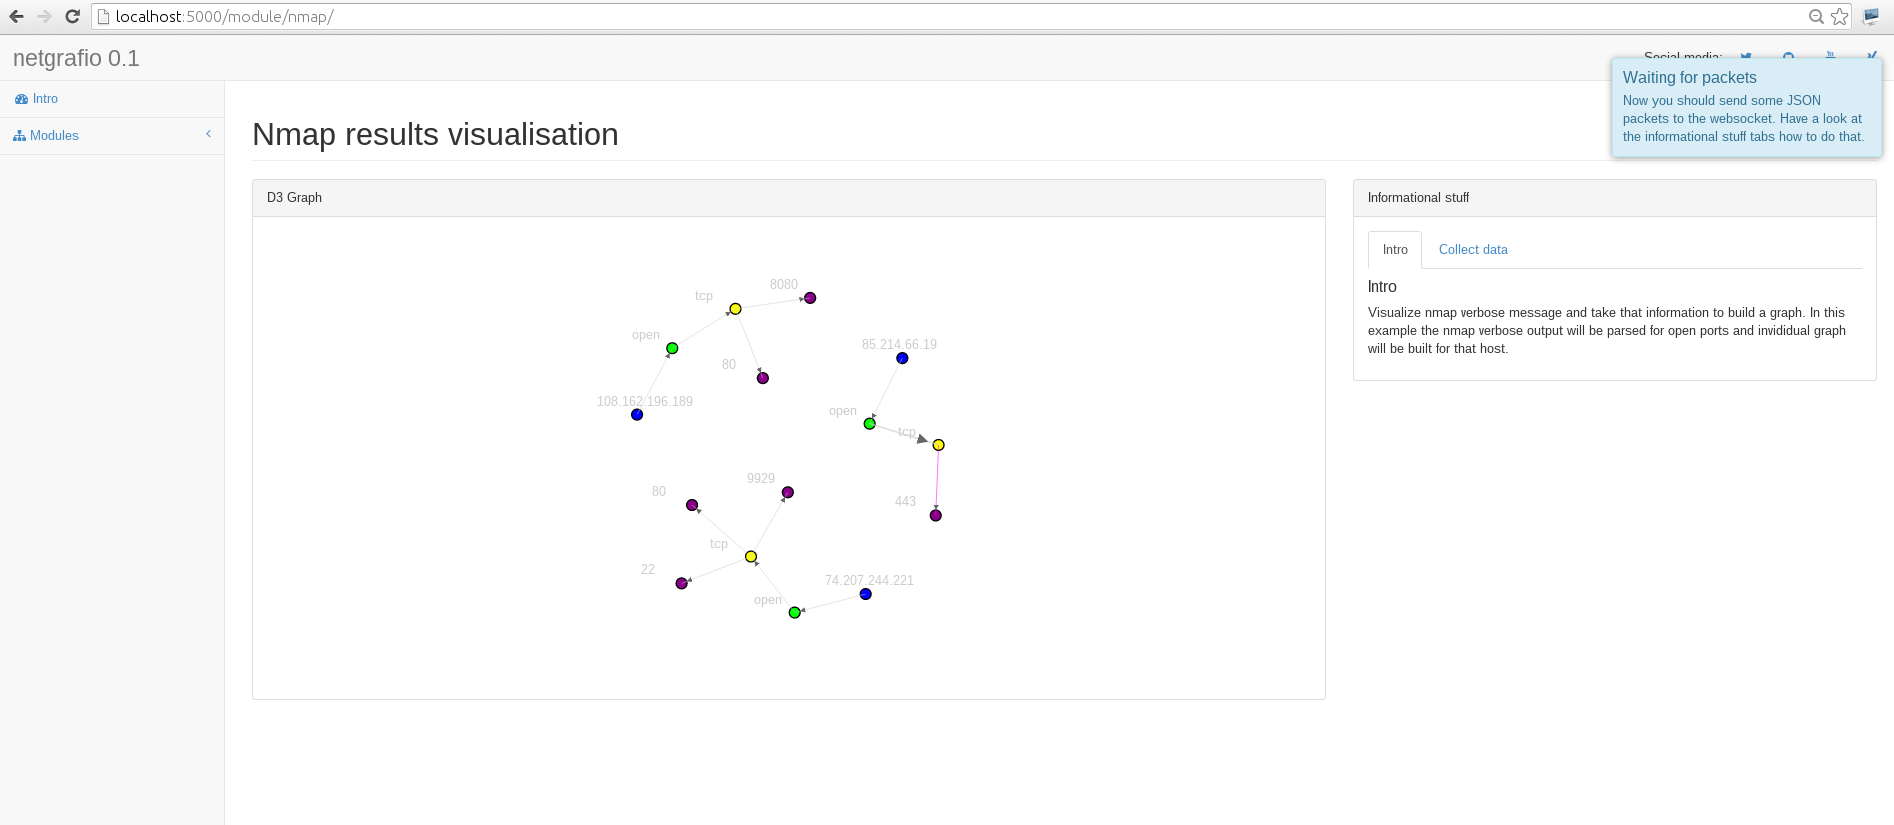 localhost:5000/module/nmap/
netgrafio 0.1
Social media:
Waiting for packets
Now you should send some JSON
packets to the websocket. Have a look at
the informational stuff tabs how to do that.
Intro
Modules
Nmap results visualisation
D3 Graph
8080
tcp
open
80
108.162.196.189
85.214.66.19
open
tcp
443
9929
80
tcp
22
74.207.244.221
open
Informational stuff
Intro
Collect data
Intro
Visualize nmap verbose message and take that information to build a graph. In this
example the nmap verbose output will be parsed for open ports and invididual graph
will be built for that host.